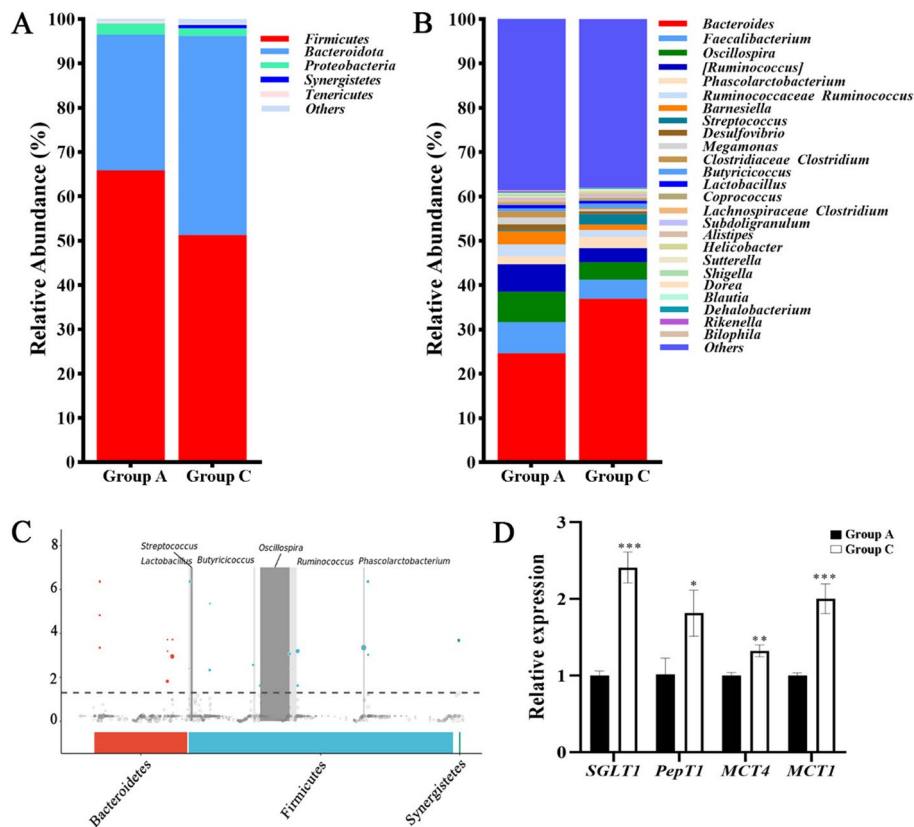 A
Relative Abundance (%)
100
90
80
70
60
50
40
30
20
10
0
Group A
Group C
Firmicutes
Bacteroidota
Proteobacteria
Synergistetes
Tenericutes
Others
B
Relative Abundance (%)
100
90
80
70
60
50
40
30
20
10
0
Group A
Group C
Bacteroides
Faecalibacterium
Oscillospira
[Ruminococcus]
Phascolarctobacterium
Ruminococcaceae Ruminococcus
Barnesiella
Streptococcus
Desulfovibrio
Megamonas
Clostridiaceae Clostridium
Butyricicoccus
Lactobacillus
Coprococcus
Lachnospiraceae Clostridium
Subdoligranulum
Alistipes
Helicobacter
Sutterella
Shigella
Dorea
Blautia
Dehalobacterium
Rikenella
Bilophila
Others
C
8
6
4
2
0
Streptococcus
Lactobacillus
Butyricicoccus
Oscillospira
Ruminococcus
Phascolarctobacterium
Bacteroidetes
Firmicutes
Synergistetes
D
Relative expression
3
2
1
0
Group A
Group C
***
*
**
***
SGLT1
PepT1
MCT4
MCT1